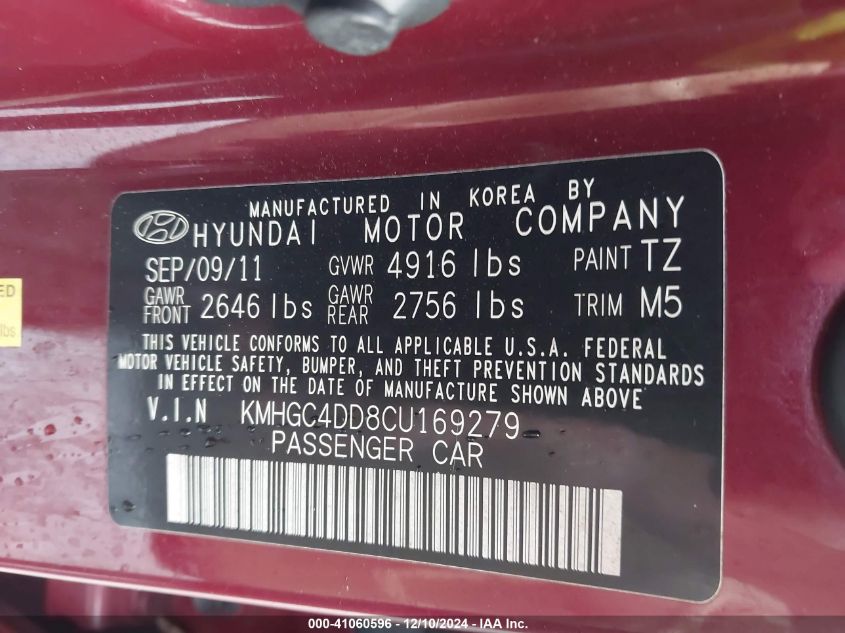 MANUFACTURED IN KOREA BY
HYUNDAI MOTOR COMPANY
SEP/09/11 GVWR 4916 lbs PAINT TZ
GAWR FRONT 2646 lbs GAWR REAR 2756 lbs TRIM M5
THIS VEHICLE CONFORMS TO ALL APPLICABLE U.S.A. FEDERAL
MOTOR VEHICLE SAFETY, BUMPER, AND THEFT PREVENTION STANDARDS
IN EFFECT ON THE DATE OF MANUFACTURE SHOWN ABOVE
V.I.N KMHGC4DD8CU169279
PASSENGER CAR
ED
lbs
000-41060596 - 12/10/2024 - IAA Inc.